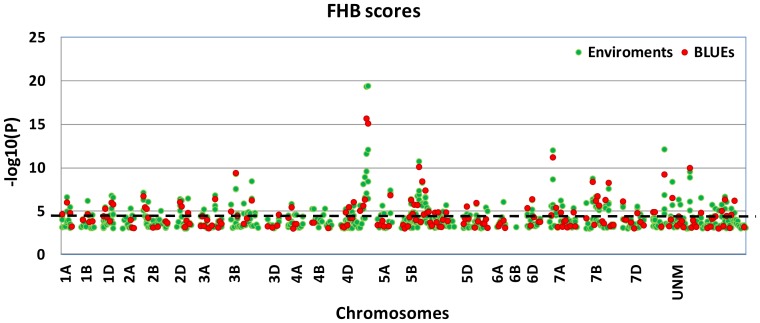 FHB scores
Enviroments BLUEs
25
20
15
10
5
0
-log10(P)
1A 1B 1D 2A 2B 2D 3A 3B 3D 4A 4B 4D 5A 5B 5D 6A 6B 6D 7A 7B 7D UNM
Chromosomes